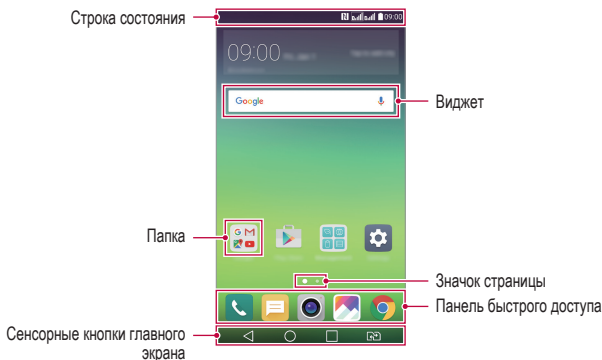 Строка состояния
09:00
09:00
Google
Виджет
Папка
Значок страницы
Панель быстрого доступа
Сенсорные кнопки главного
экрана